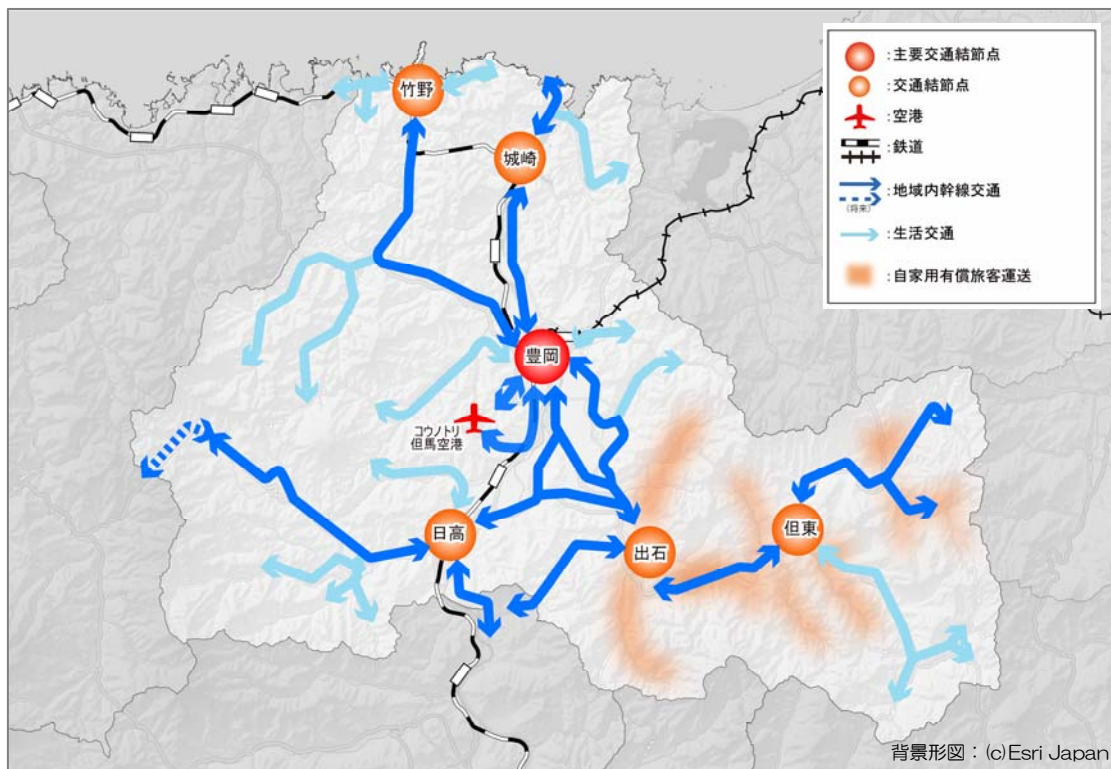 :主要交通結節点
:交通結節点
:空港
:鉄道
:地域内幹線交通
(将来)
:生活交通
:自家用有償旅客運送
竹野
城崎
豊岡
コウノトリ
但馬空港
日高
出石
但東
背景形図：(c)Esri Japan